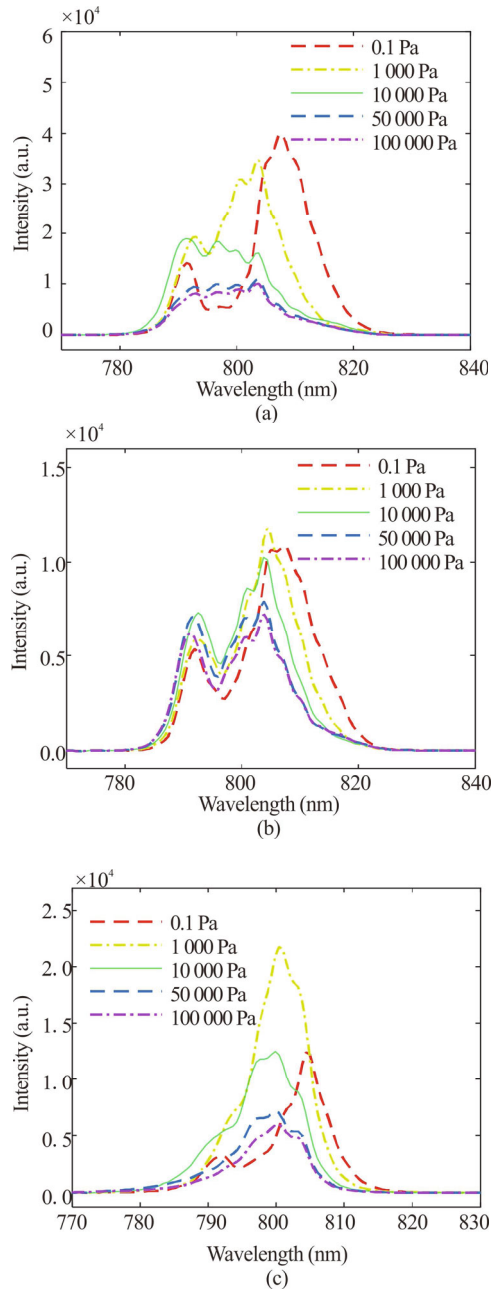 ×10⁴
6
5
4
3
2
1
0
Intensity (a.u.)
0.1 Pa
1 000 Pa
10 000 Pa
50 000 Pa
100 000 Pa
780 800 820 840
Wavelength (nm)
(a)
×10⁴
1.5
1.0
0.5
0.0
Intensity (a.u.)
0.1 Pa
1 000 Pa
10 000 Pa
50 000 Pa
100 000 Pa
780 800 820 840
Wavelength (nm)
(b)
×10⁴
2.5
2.0
1.5
1.0
0.5
0.0
Intensity (a.u.)
0.1 Pa
1 000 Pa
10 000 Pa
50 000 Pa
100 000 Pa
770 780 790 800 810 820 830
Wavelength (nm)
(c)